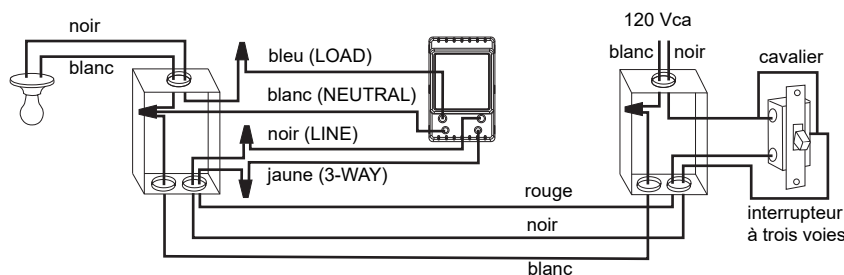 noir
blanc
bleu (LOAD)
blanc (NEUTRAL)
noir (LINE)
jaune (3-WAY)
120 Vca
blanc
noir
cavalier
rouge
noir
blanc
interrupteur
à trois voies